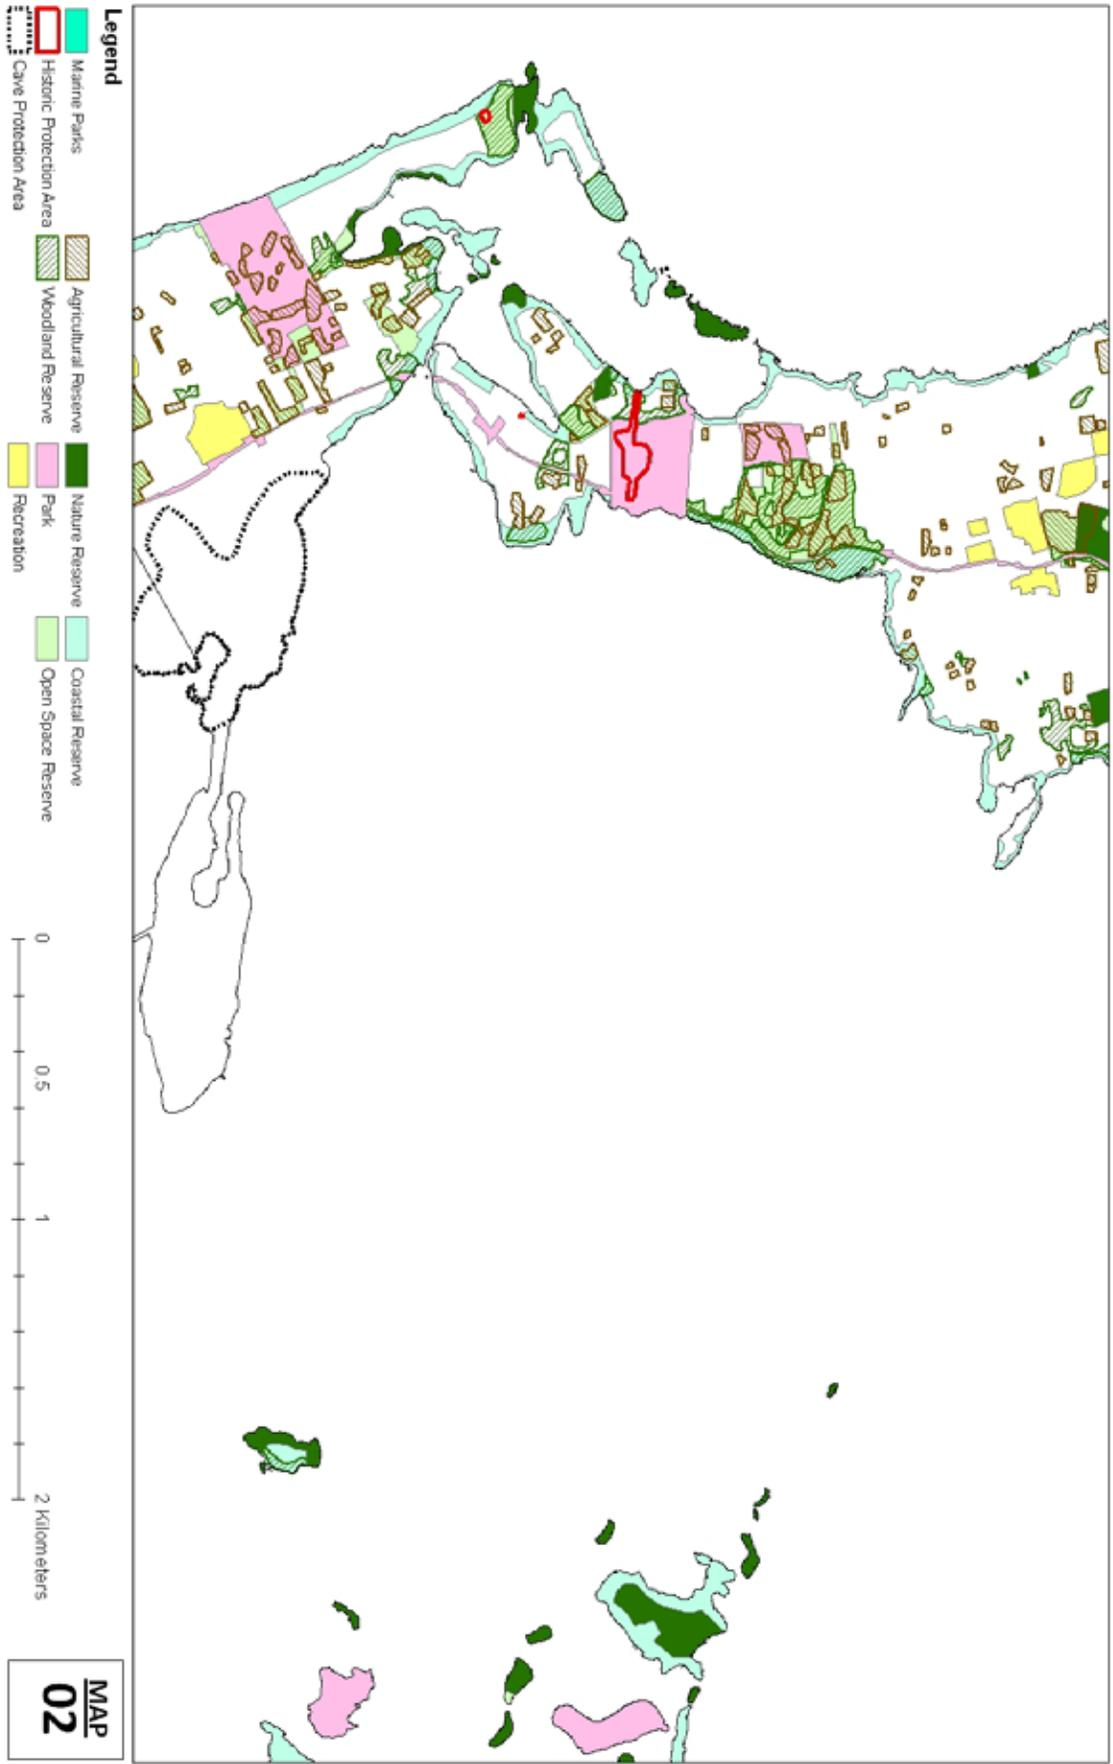 Legend
Marine Parks
Historic Protection Area
Cave Protection Area
Agricultural Reserve
Woodland Reserve
Nature Reserve
Park
Recreation
Coastal Reserve
Open Space Reserve
0 0.5 1 2 Kilometers
MAP
02